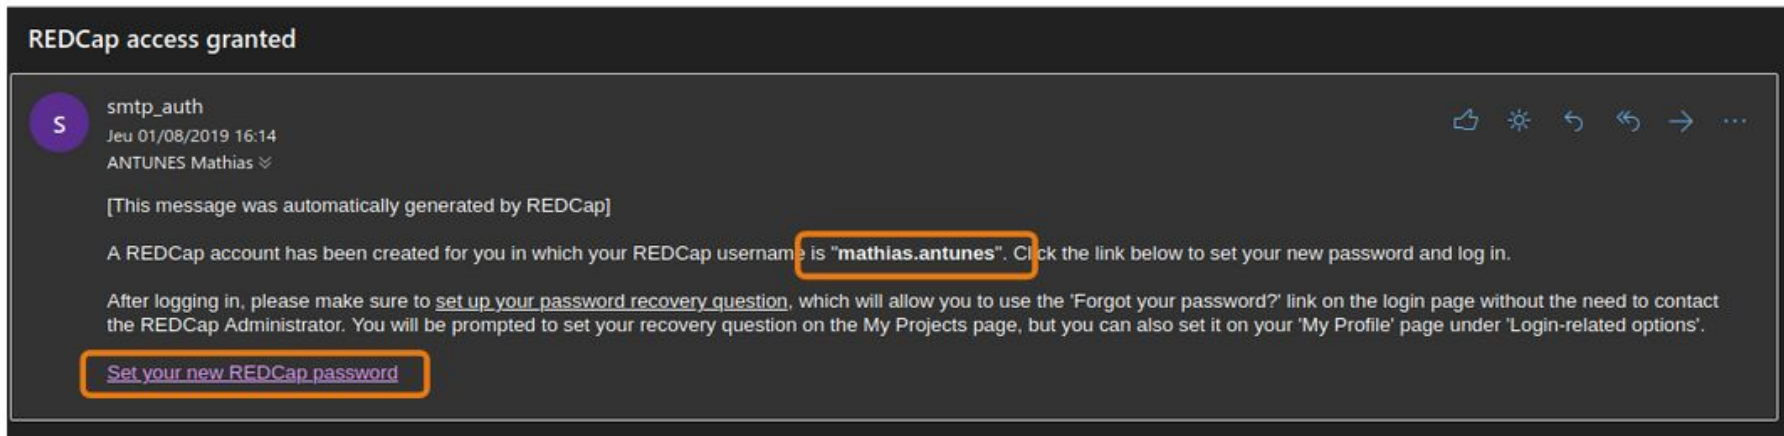 REDCap access granted
S
smtp_auth
Jeu 01/08/2019 16:14
ANTUNES Mathias
[This message was automatically generated by REDCap]
A REDCap account has been created for you in which your REDCap username is "mathias.antunes". Click the link below to set your new password and log in.
After logging in, please make sure to set up your password recovery question, which will allow you to use the 'Forgot your password?' link on the login page without the need to contact
the REDCap Administrator. You will be prompted to set your recovery question on the My Projects page, but you can also set it on your 'My Profile' page under 'Login-related options'.
Set your new REDCap password